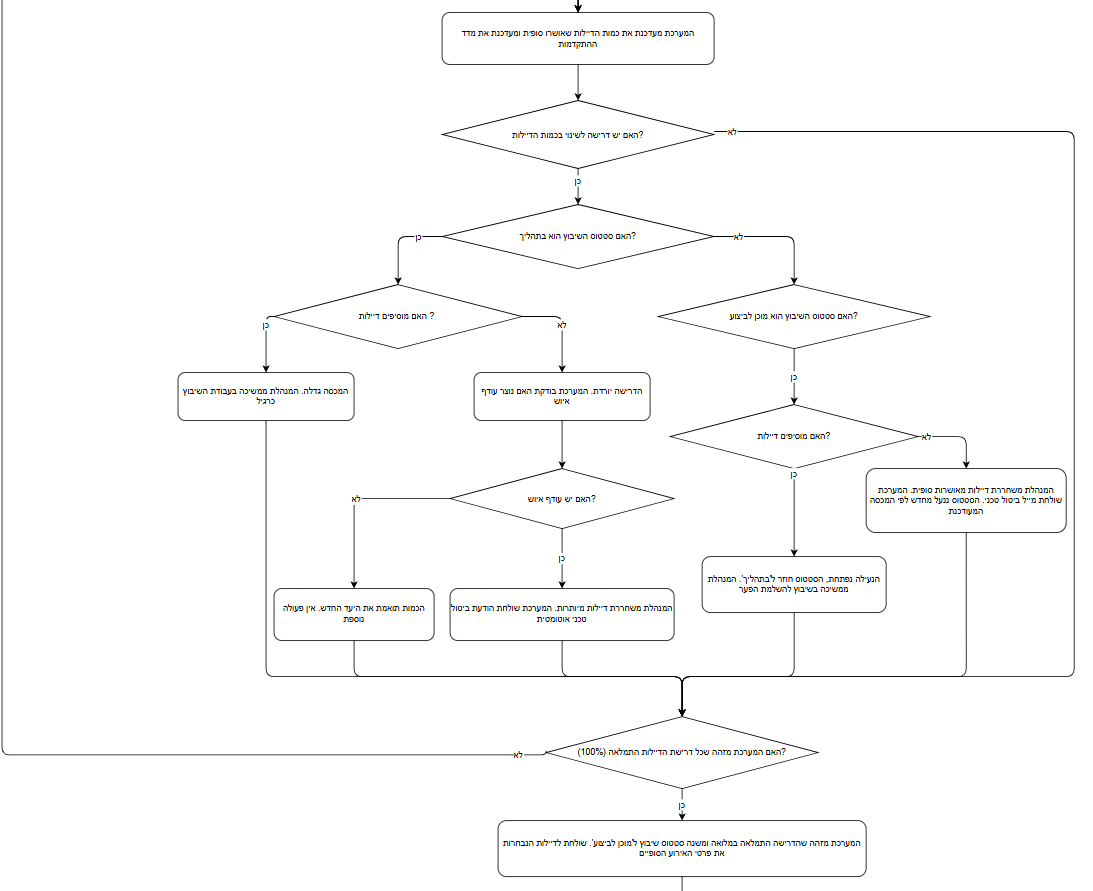 המערכת מעדכנת את כמות הדיילות שאושרו סופית ומעדכנת את מדד
ההתקדמות
האם יש דרישה לשינוי בכמות הדיילות?
לא
כן
האם סטטוס השיבוץ הוא בתהליך?
כן
לא
האם מוסיפים דיילות ?
האם סטטוס השיבוץ הוא מוכן לביצוע?
כן
לא
כן
המכסה גדלה. המנהלת ממשיכה בעבודת השיבוץ
כרגיל
הדרישה יורדת. המערכת בודקת האם נוצר עודף
איוש
האם מוסיפים דיילות?
לא
כן
האם יש עודף איוש?
לא
כן
המנהלת משחררת דיילות מאושרות סופית. המערכת
שולחת מייל ביטול טכני. הסטטוס ננעל מחדש לפי המכסה
המעודכנת
הנעילה נפתחת, הסטטוס חוזר ל'בתהליך'. המנהלת
ממשיכה בשיבוץ להשלמת הפער
הכמות תואמת את היעד החדש. אין פעולה
נוספת
המנהלת משחררת דיילות מיותרות. המערכת שולחת הודעת ביטול
טכני אוטומטית
האם המערכת מזהה שכל דרישת הדיילות התמלאה (100%)?
לא
כן
המערכת מזהה שהדרישה התמלאה במלואה ומשנה סטטוס שיבוץ ל'מוכן לביצוע'. שולחת לדיילות הנבחרות
את פרטי האירוע הסופיים